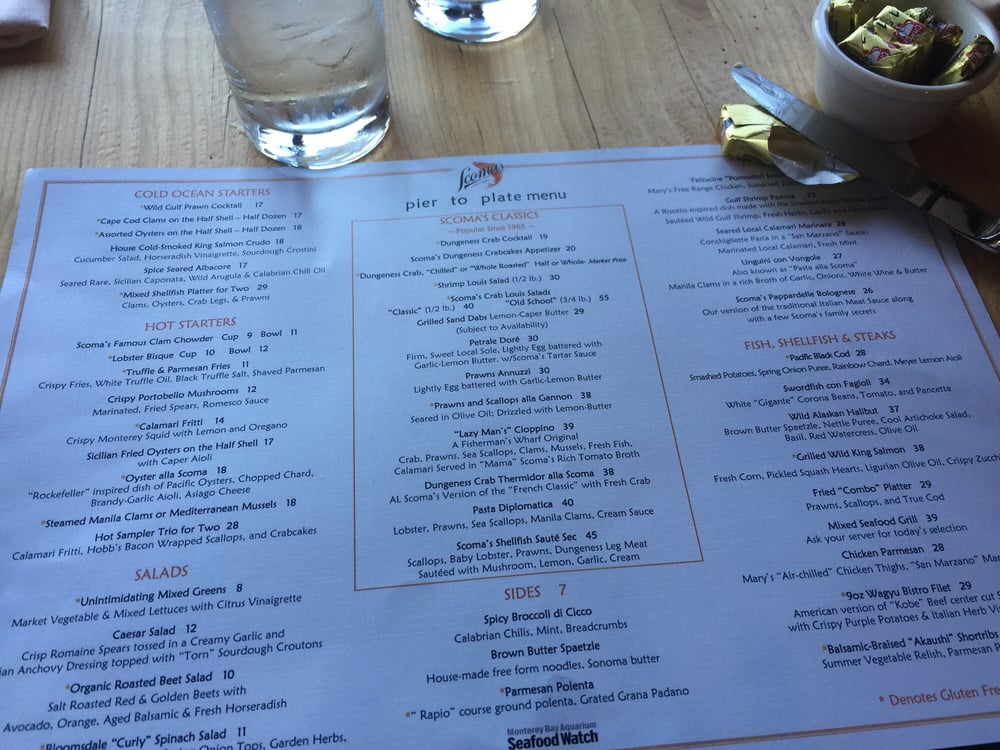 Scoma's
pier to plate menu
COLD OCEAN STARTERS
*Wild Gulf Prawn Cocktail 17
*Cape Cod Clams on the Half Shell – Half Dozen 17
*Assorted Oysters on the Half Shell – Half Dozen 18
House Cold-Smoked King Salmon Crudo 18
Cucumber Salad, Horseradish Vinaigrette, Sourdough Crostini
Spice Seared Albacore 17
Seared Rare, Sicilian Caponata, Wild Arugula & Calabrian Chili Oil
*Mixed Shellfish Platter for Two 29
Clams, Oysters, Crab Legs, & Prawns
HOT STARTERS
Scoma's Famous Clam Chowder Cup 9 Bowl 11
*Lobster Bisque Cup 10 Bowl 12
*Truffle & Parmesan Fries 11
Crispy Fries, White Truffle Oil, Black Truffle Salt, Shaved Parmesan
Crispy Portobello Mushrooms 12
Marinated, Fried Spears, Romesco Sauce
*Calamari Fritti 14
Crispy Monterey Squid with Lemon and Oregano
Sicilian Fried Oysters on the Half Shell 17
with Caper Aioli
*Oyster alla Scoma 18
"Rockefeller" inspired dish of Pacific Oysters, Chopped Chard,
Brandy-Garlic Aioli, Asiago Cheese
*Steamed Manila Clams or Mediterranean Mussels 18
Hot Sampler Trio for Two 28
Calamari Fritti, Hobb's Bacon Wrapped Scallops, and Crabcakes
SALADS
*Unintimidating Mixed Greens 8
Market Vegetable & Mixed Lettuces with Citrus Vinaigrette
Caesar Salad 12
Crisp Romaine Spears tossed in a Creamy Garlic and
Anchovy Dressing topped with "Torn" Sourdough Croutons
*Organic Roasted Beet Salad 10
Salt Roasted Red & Golden Beets with
Avocado, Orange, Aged Balsamic & Fresh Horseradish
*Bloomsdale "Curly" Spinach Salad 11
Onion Tops, Garden Herbs,
SCOMA'S CLASSICS
~ Popular Since 1965 ~
*Dungeness Crab Cocktail 19
Scoma's Dungeness Crabcakes Appetizer 20
*Dungeness Crab, "Chilled" or "Whole Roasted" Half or Whole- Market Price
*Shrimp Louis Salad (1/2 lb.) 30
*Scoma's Crab Louis Salads
"Classic" (1/2 lb.) 40 "Old School" (3/4 lb.) 55
Grilled Sand Dabs Lemon-Caper Butter 29
(Subject to Availability)
Petrale Doré 30
Firm, Sweet Local Sole, Lightly Egg battered with
Garlic-Lemon Butter, w/Scoma's Tartar Sauce
Prawns Annuzzi 30
Lightly Egg battered with Garlic-Lemon Butter
*Prawns and Scallops alla Gannon 38
Seared in Olive Oil; Drizzled with Lemon-Butter
"Lazy Man's" Cioppino 39
A Fisherman's Wharf Original
Crab, Prawns, Sea Scallops, Clams, Mussels, Fresh Fish,
Calamari Served in "Mama" Scoma's Rich Tomato Broth
Dungeness Crab Thermidor alla Scoma 38
AL Scoma's Version of the "French Classic" with Fresh Crab
Pasta Diplomatica 40
Lobster, Prawns, Sea Scallops, Manila Clams, Cream Sauce
Scoma's Shellfish Sauté Sec 45
Scallops, Baby Lobster, Prawns, Dungeness Leg Meat
Sautéed with Mushroom, Lemon, Garlic, Cream
SIDES 7
Spicy Broccoli di Cicco
Calabrian Chilis, Mint, Breadcrumbs
Brown Butter Spaetzle
House-made free form noodles, Sonoma butter
*Parmesan Polenta
*" Rapio" course ground polenta, Grated Grana Padano
Monterey Bay Aquarium
Seafood Watch
Fettucine "Pomodori
Mary's Free Range Chicken, Sundried
Gulf Shrimp Pastina 29
A Risotto inspired dish made with the Smallest Pasta
Sautéed Wild Gulf Shrimp, Fresh Herbs, Garlic, and
Seared Local Calamari Marinara 28
Conchigliette Pasta in a "San Marzano" Sauce,
Marinated Local Calamari, Fresh Mint
Linguini con Vongole 27
Also known as "Pasta alla Scoma"
Manila Clams in a rich Broth of Garlic, Onions, White Wine & Butter
Scoma's Pappardelle Bolognese 26
Our version of the traditional Italian Meat Sauce along
with a few Scoma's family secrets
FISH, SHELLFISH & STEAKS
*Pacific Black Cod 28
Smashed Potatoes, Spring Onion Puree, Rainbow Chard, Meyer Lemon Aioli
Swordfish con Fagioli 34
White "Gigante" Corona Beans, Tomato, and Pancetta
Wild Alaskan Halibut 37
Brown Butter Spaetzle, Nettle Puree, Cool Artichoke Salad,
Basil, Red Watercress, Olive Oil
*Grilled Wild King Salmon 38
Fresh Corn, Pickled Squash Hearts, Ligurian Olive Oil, Crispy
Fried "Combo" Platter 29
Prawns, Scallops, and True Cod
Mixed Seafood Grill 39
Ask your server for today's selection
Chicken Parmesan 28
Mary's "Air-chilled" Chicken Thighs, "San Marzano"
*9oz Wagyu Bistro Filet 29
American version of "Kobe" Beef center cut
with Crispy Purple Potatoes & Italian Herb
*Balsamic-Braised "Akaushi" Shortribs
Summer Vegetable Relish, Parmesan
* Denotes Gluten